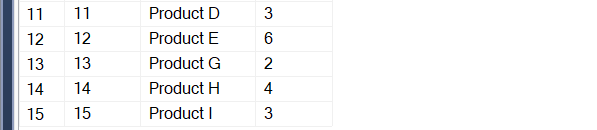 11 11 Product D 3
12 12 Product E 6
13 13 Product G 2
14 14 Product H 4
15 15 Product I 3